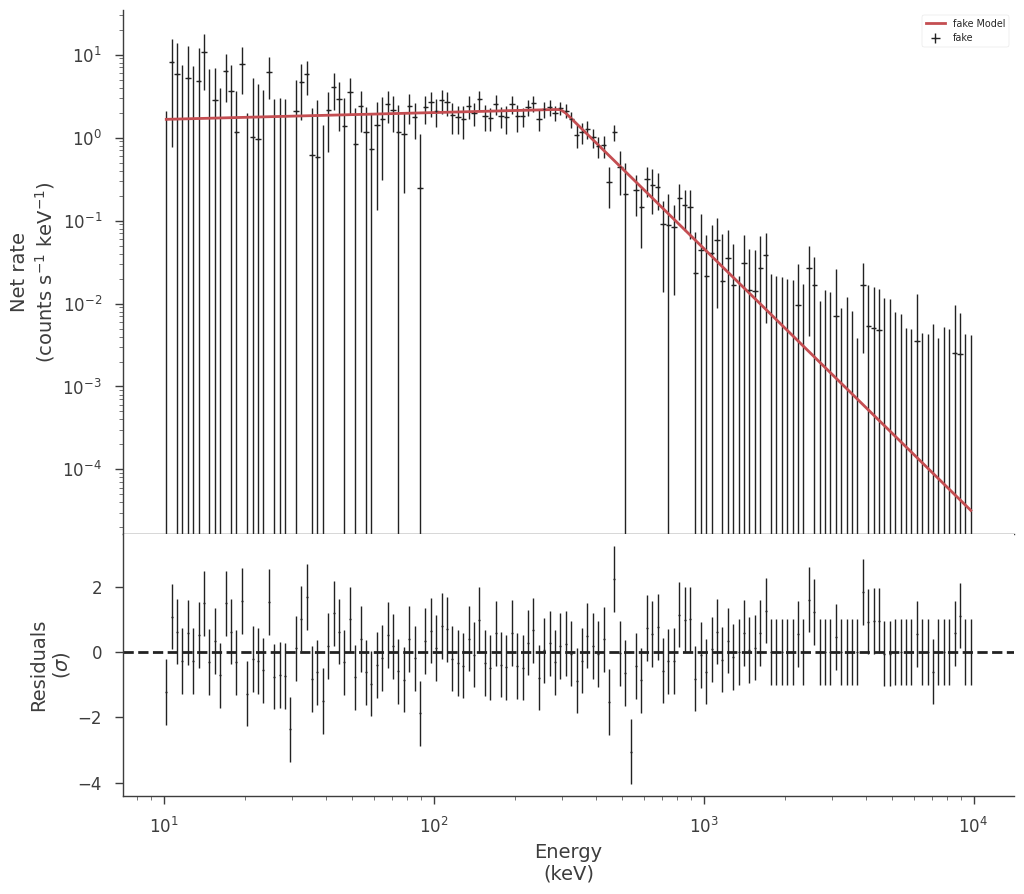 fake Model
fake
10¹
10⁰
10⁻¹
10⁻²
10⁻³
10⁻⁴
Net rate
(counts s⁻¹ keV⁻¹)
2
0
−2
−4
Residuals
(σ)
10¹ 10² 10³ 10⁴
Energy
(keV)